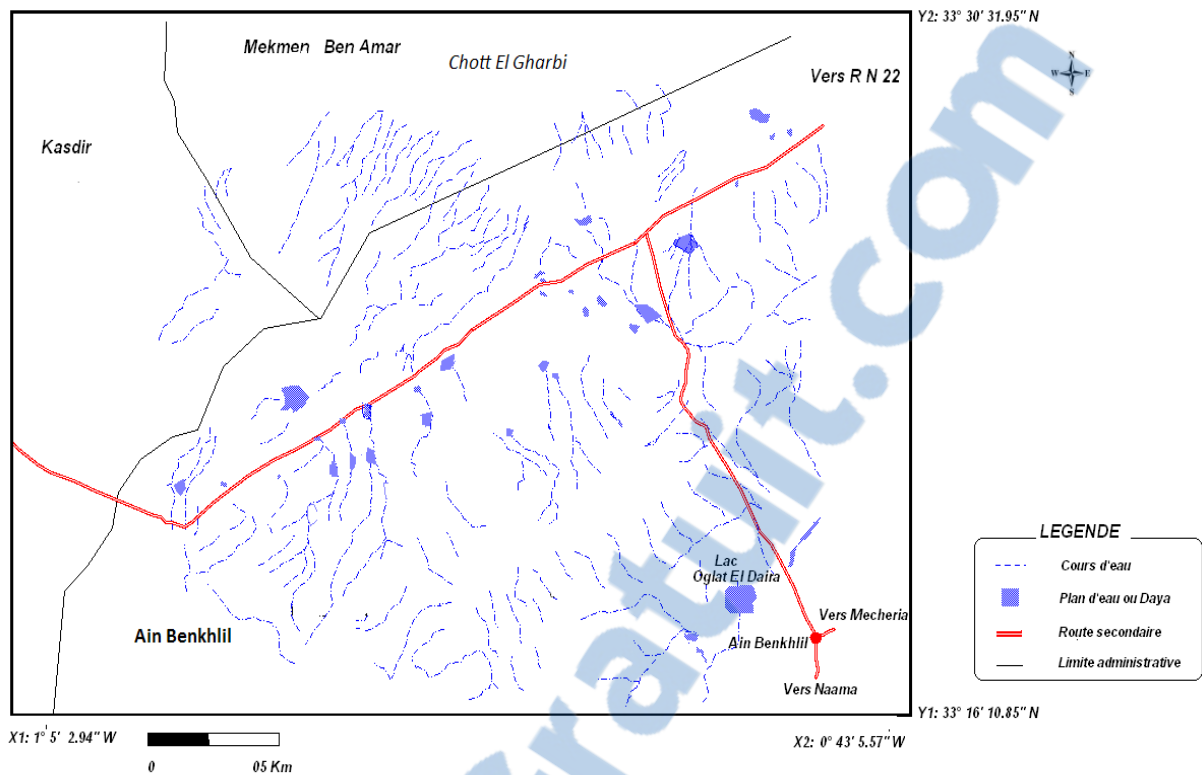 Y2: 33° 30' 31.95" N
Mekmen Ben Amar
Chott El Gharbi
Vers R N 22
N
W E
S
Kasdir
LEGENDE
Cours d'eau
Plan d'eau ou Daya
Route secondaire
Limite administrative
Lac
Oglat El Daira
Vers Mecheria
Ain Benkhlil
Ain Benkhlil
Vers Naama
Y1: 33° 16' 10.85" N
X1: 1° 5' 2.94" W
X2: 0° 43' 5.57" W
0 05 Km
ratuit.com